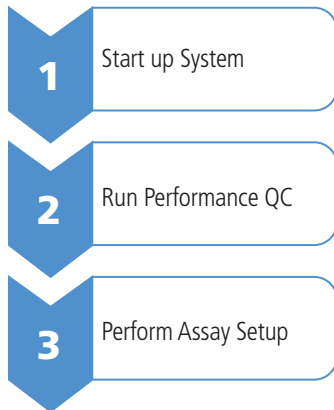 1
Start up System
2
Run Performance QC
3
Perform Assay Setup